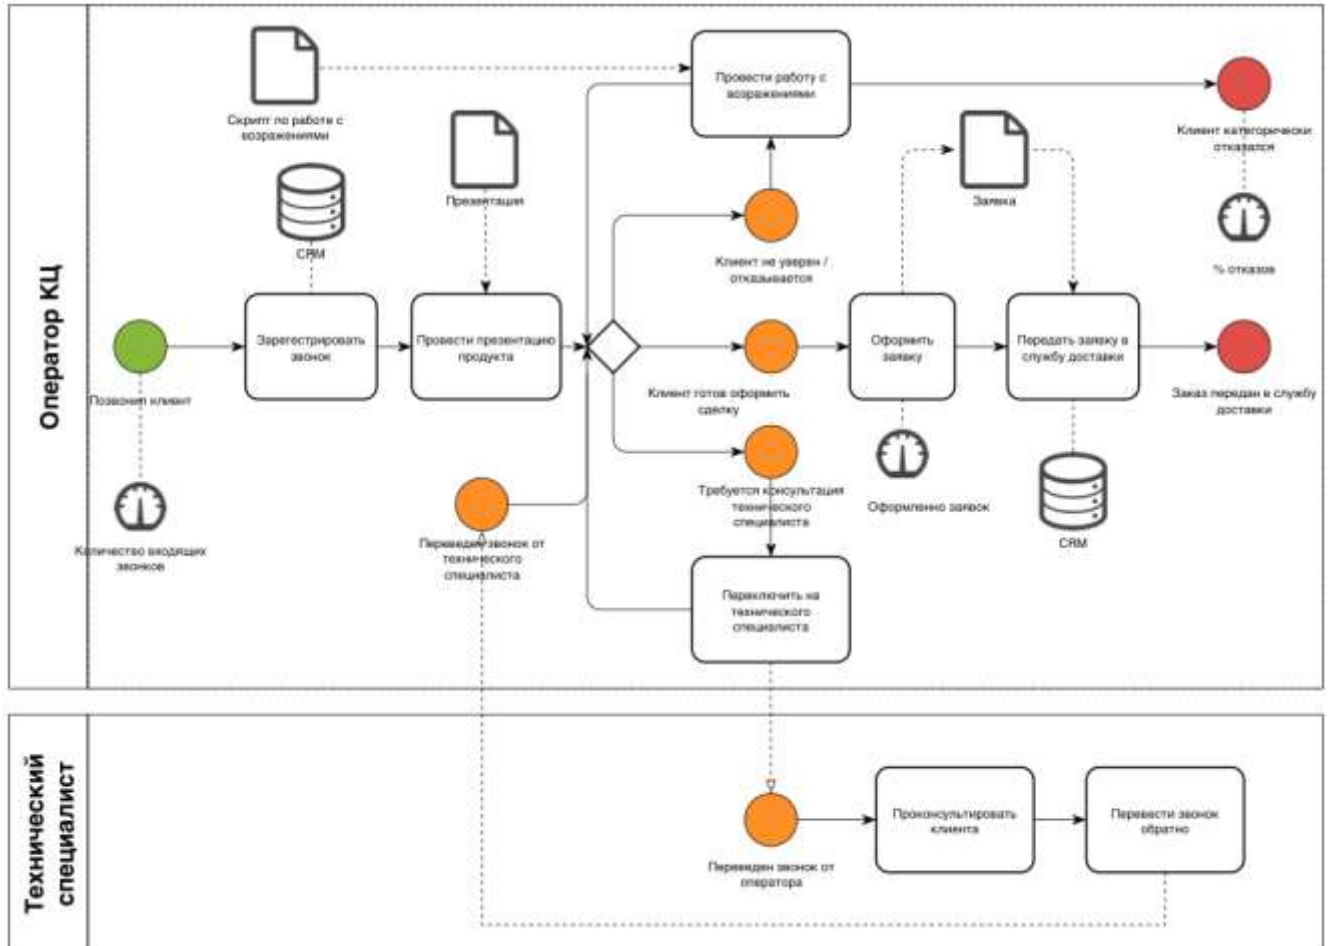 Оператор КЦ
Провести работу с
возражениями
Скрипт по работе с
возражениями
Клиент категорически
отказался
Презентация
Заявка
CRM
Клиент не уверен /
отказывается
% отказов
Зарегестрировать
звонок
Провести презентацию
продукта
Оформить
заявку
Передать заявку в
службу доставки
Позвонил клиент
Клиент готов оформить
сделку
Заказ передан в службу
доставки
Требуется консультация
технического
специалиста
Оформленно заявок
Количество входящих
звонков
Переведен звонок от
технического
специалиста
CRM
Переключить на
технического
специалиста
Технический
специалист
Проконсультировать
клиента
Перевести звонок
обратно
Переведен звонок от
оператора